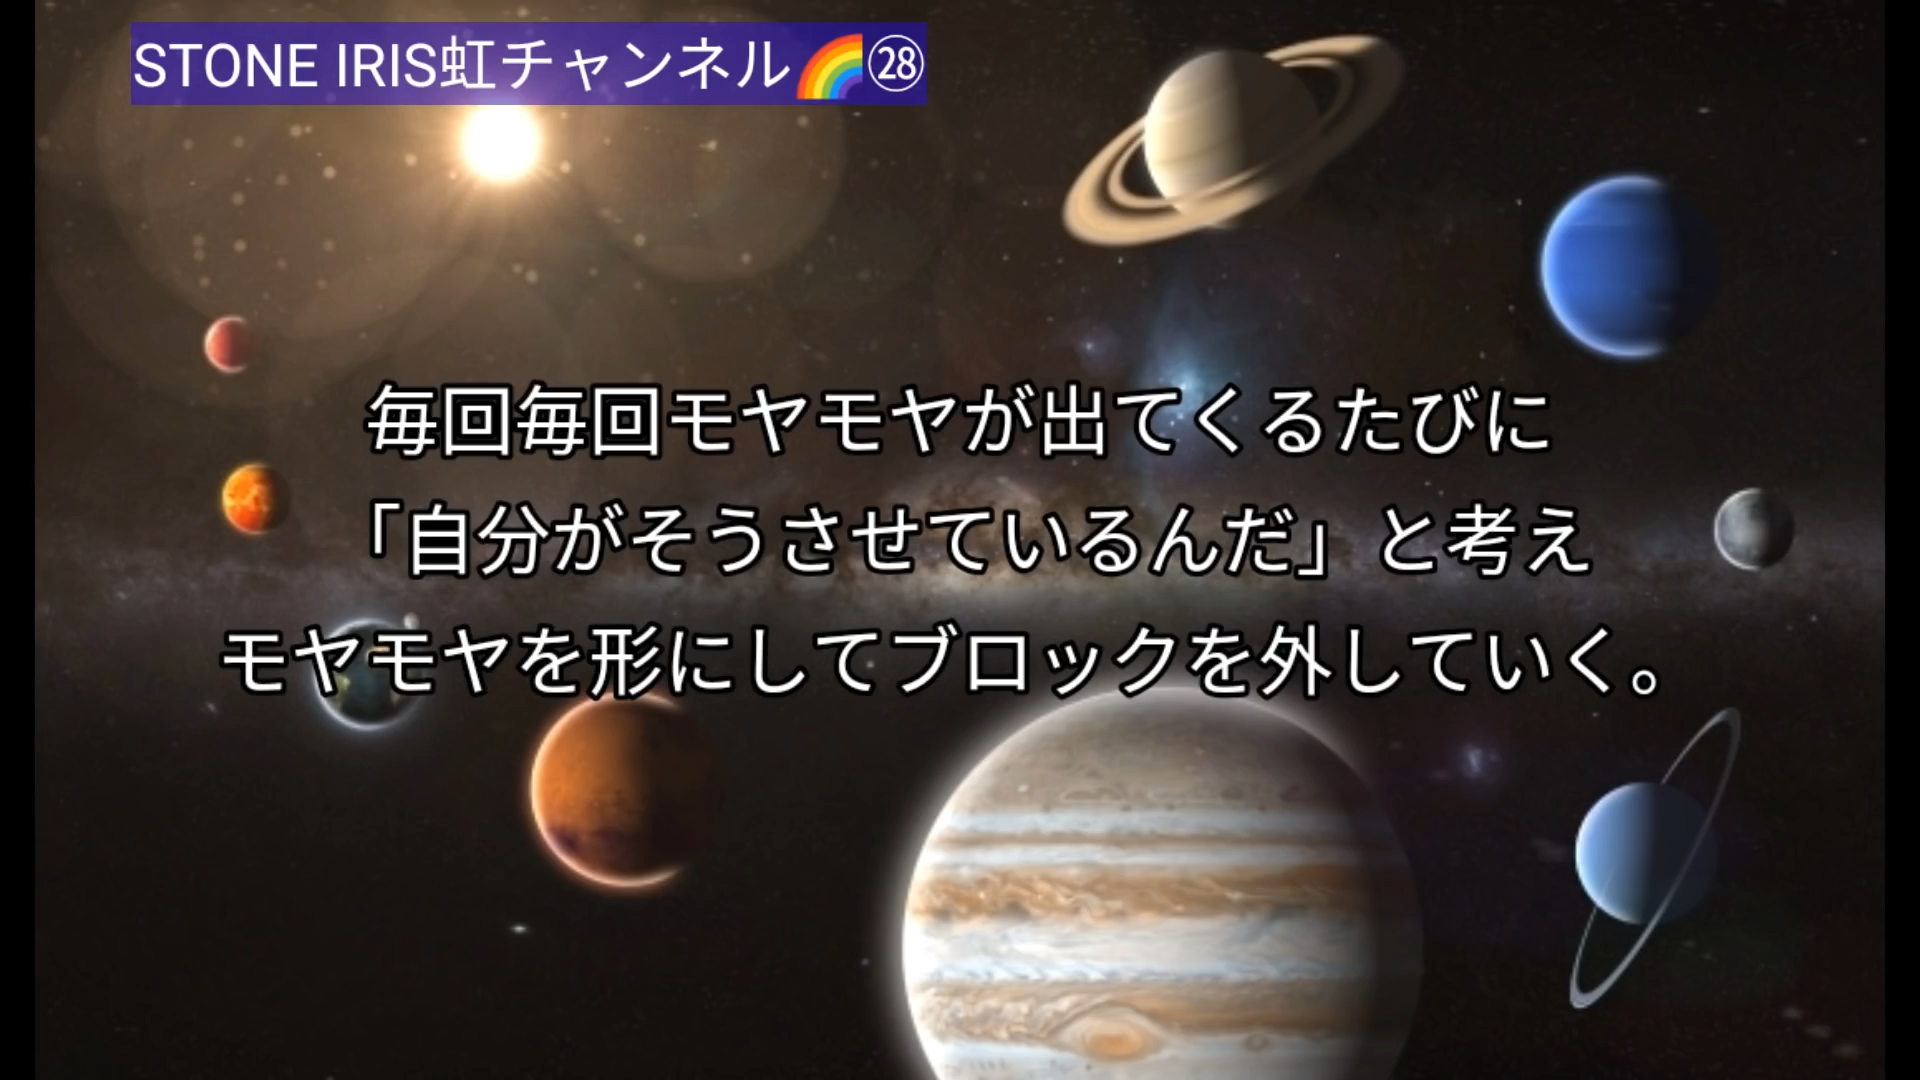 STONE IRIS虹チャンネル🌈㉘
毎回毎回モヤモヤが出てくるたびに
「自分がそうさせているんだ」と考え
モヤモヤを形にしてブロックを外していく。